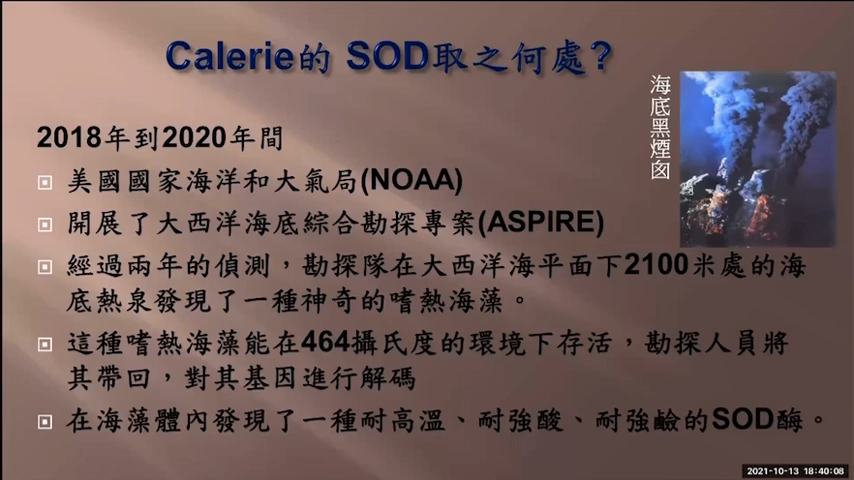 Calerie的 SOD取之何處?
海底黑煙囪
2018年到2020年間
美國國家海洋和大氣局(NOAA)
開展了大西洋海底綜合勘探專案(ASPIRE)
經過兩年的偵測，勘探隊在大西洋海平面下2100米處的海
底熱泉發現了一種神奇的嗜熱海藻。
這種嗜熱海藻能在464攝氏度的環境下存活，勘探人員將
其帶回，對其基因進行解碼
在海藻體內發現了一種耐高溫、耐強酸、耐強鹼的SOD酶。
2021-10-13 18:40:08